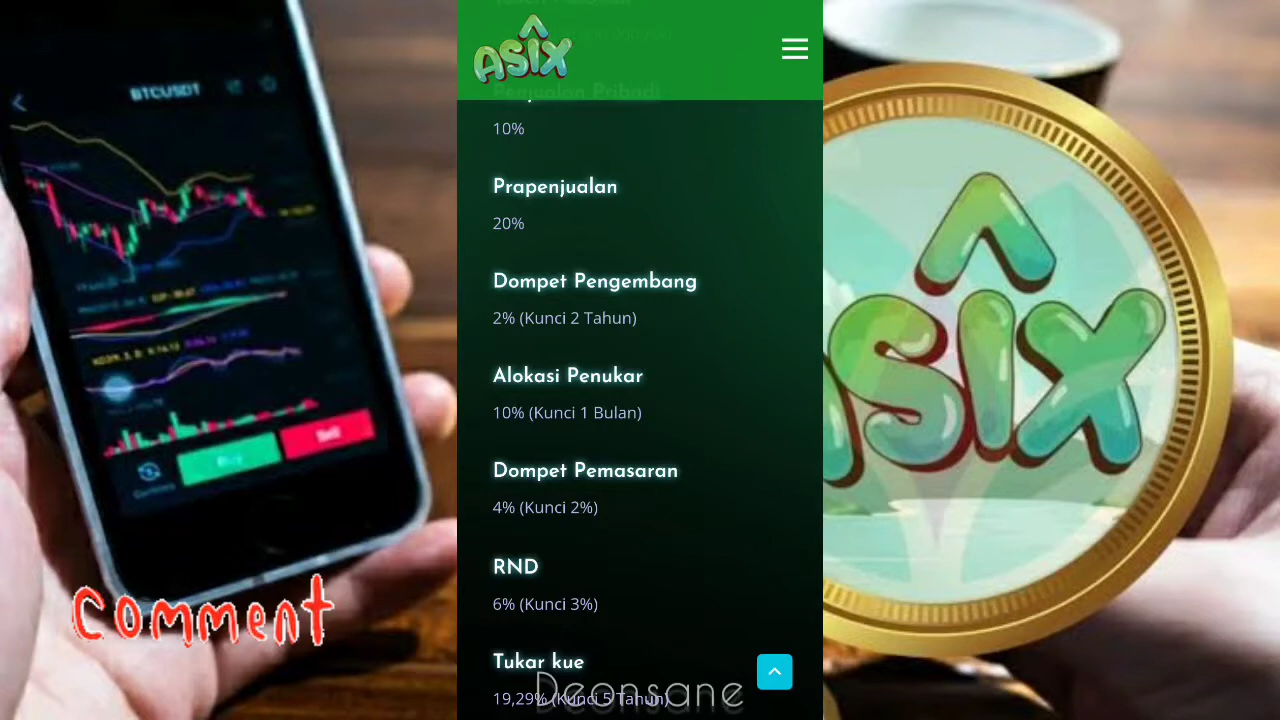 BTCUSDT
Buy
Sell
comment
ASIX
Penjualan Pribadi
10%
Prapenjualan
20%
Dompet Pengembang
2% (Kunci 2 Tahun)
Alokasi Penukar
10% (Kunci 1 Bulan)
Dompet Pemasaran
4% (Kunci 2%)
RND
6% (Kunci 3%)
Tukar kue
19,29% (Kunci 5 Tahun)
Deonsane
ASIX